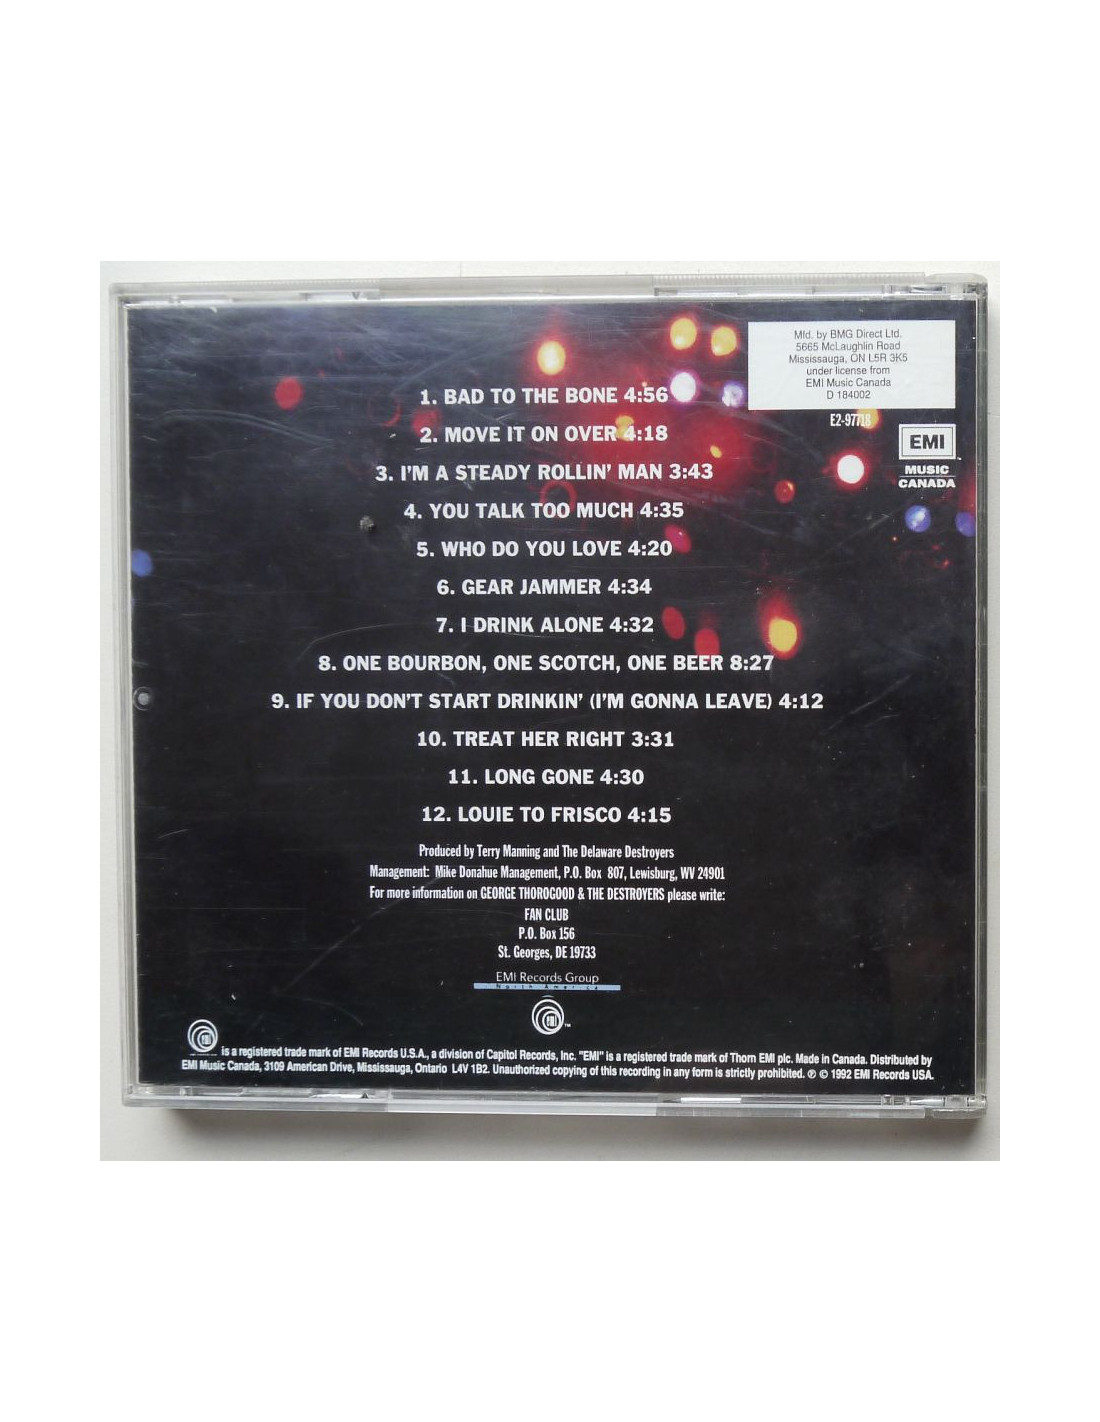 Mfd. by BMG Direct Ltd.
5665 McLaughlin Road
Mississauga, ON L5R 3K5
under license from
EMI Music Canada
D 184002
E2-97718
EMI
MUSIC
CANADA
1. BAD TO THE BONE 4:56
2. MOVE IT ON OVER 4:18
3. I'M A STEADY ROLLIN' MAN 3:43
4. YOU TALK TOO MUCH 4:35
5. WHO DO YOU LOVE 4:20
6. GEAR JAMMER 4:34
7. I DRINK ALONE 4:32
8. ONE BOURBON, ONE SCOTCH, ONE BEER 8:27
9. IF YOU DON'T START DRINKIN' (I'M GONNA LEAVE) 4:12
10. TREAT HER RIGHT 3:31
11. LONG GONE 4:30
12. LOUIE TO FRISCO 4:15
Produced by Terry Manning and The Delaware Destroyers
Management: Mike Donahue Management, P.O. Box 807, Lewisburg, WV 24901
For more information on GEORGE THOROGOOD & THE DESTROYERS please write:
FAN CLUB
P.O. Box 156
St. Georges, DE 19733
EMI Records Group
North America
EMI ™
EMI is a registered trade mark of EMI Records U.S.A., a division of Capitol Records, Inc. "EMI" is a registered trade mark of Thorn EMI plc. Made in Canada. Distributed by
EMI Music Canada, 3109 American Drive, Mississauga, Ontario L4V 1B2. Unauthorized copying of this recording in any form is strictly prohibited. ℗ © 1992 EMI Records USA.